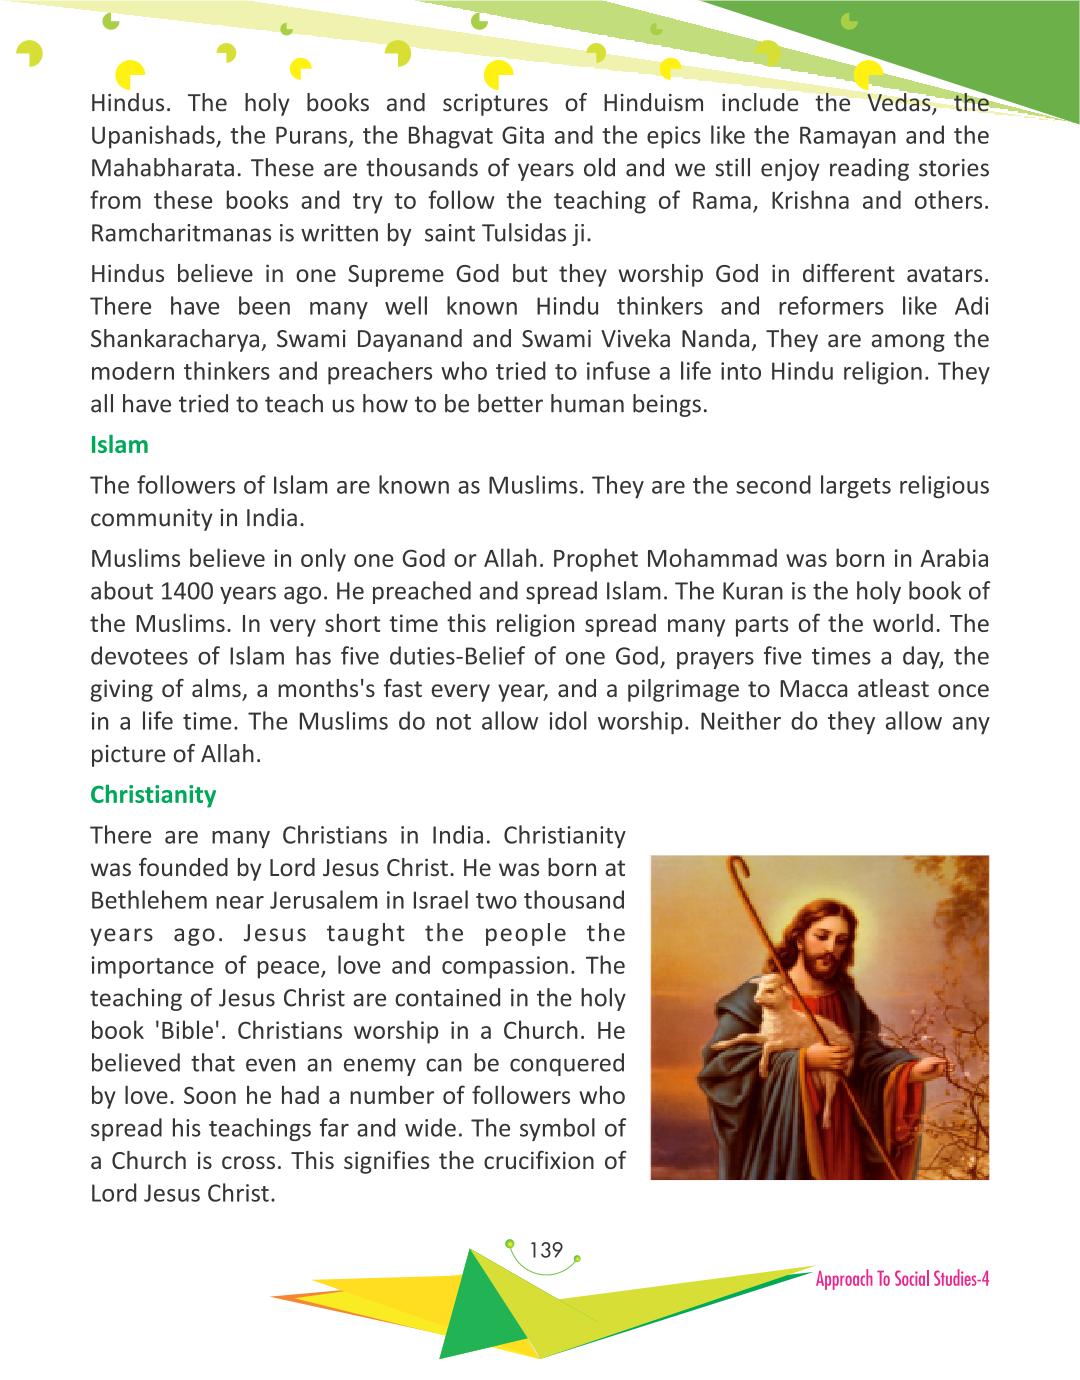 Hindus. The holy books and scriptures of Hinduism include the Vedas, the
Upanishads, the Purans, the Bhagvat Gita and the epics like the Ramayan and the
Mahabharata. These are thousands of years old and we still enjoy reading stories
from these books and try to follow the teaching of Rama, Krishna and others.
Ramcharitmanas is written by saint Tulsidas ji.
Hindus believe in one Supreme God but they worship God in different avatars.
There have been many well known Hindu thinkers and reformers like Adi
Shankaracharya, Swami Dayanand and Swami Viveka Nanda, They are among the
modern thinkers and preachers who tried to infuse a life into Hindu religion. They
all have tried to teach us how to be better human beings.
Islam
The followers of Islam are known as Muslims. They are the second largets religious
community in India.
Muslims believe in only one God or Allah. Prophet Mohammad was born in Arabia
about 1400 years ago. He preached and spread Islam. The Kuran is the holy book of
the Muslims. In very short time this religion spread many parts of the world. The
devotees of Islam has five duties-Belief of one God, prayers five times a day, the
giving of alms, a months's fast every year, and a pilgrimage to Macca atleast once
in a life time. The Muslims do not allow idol worship. Neither do they allow any
picture of Allah.
Christianity
There are many Christians in India. Christianity
was founded by Lord Jesus Christ. He was born at
Bethlehem near Jerusalem in Israel two thousand
years ago. Jesus taught the people the
importance of peace, love and compassion. The
teaching of Jesus Christ are contained in the holy
book 'Bible'. Christians worship in a Church. He
believed that even an enemy can be conquered
by love. Soon he had a number of followers who
spread his teachings far and wide. The symbol of
a Church is cross. This signifies the crucifixion of
Lord Jesus Christ.
139
Approach To Social Studies-4